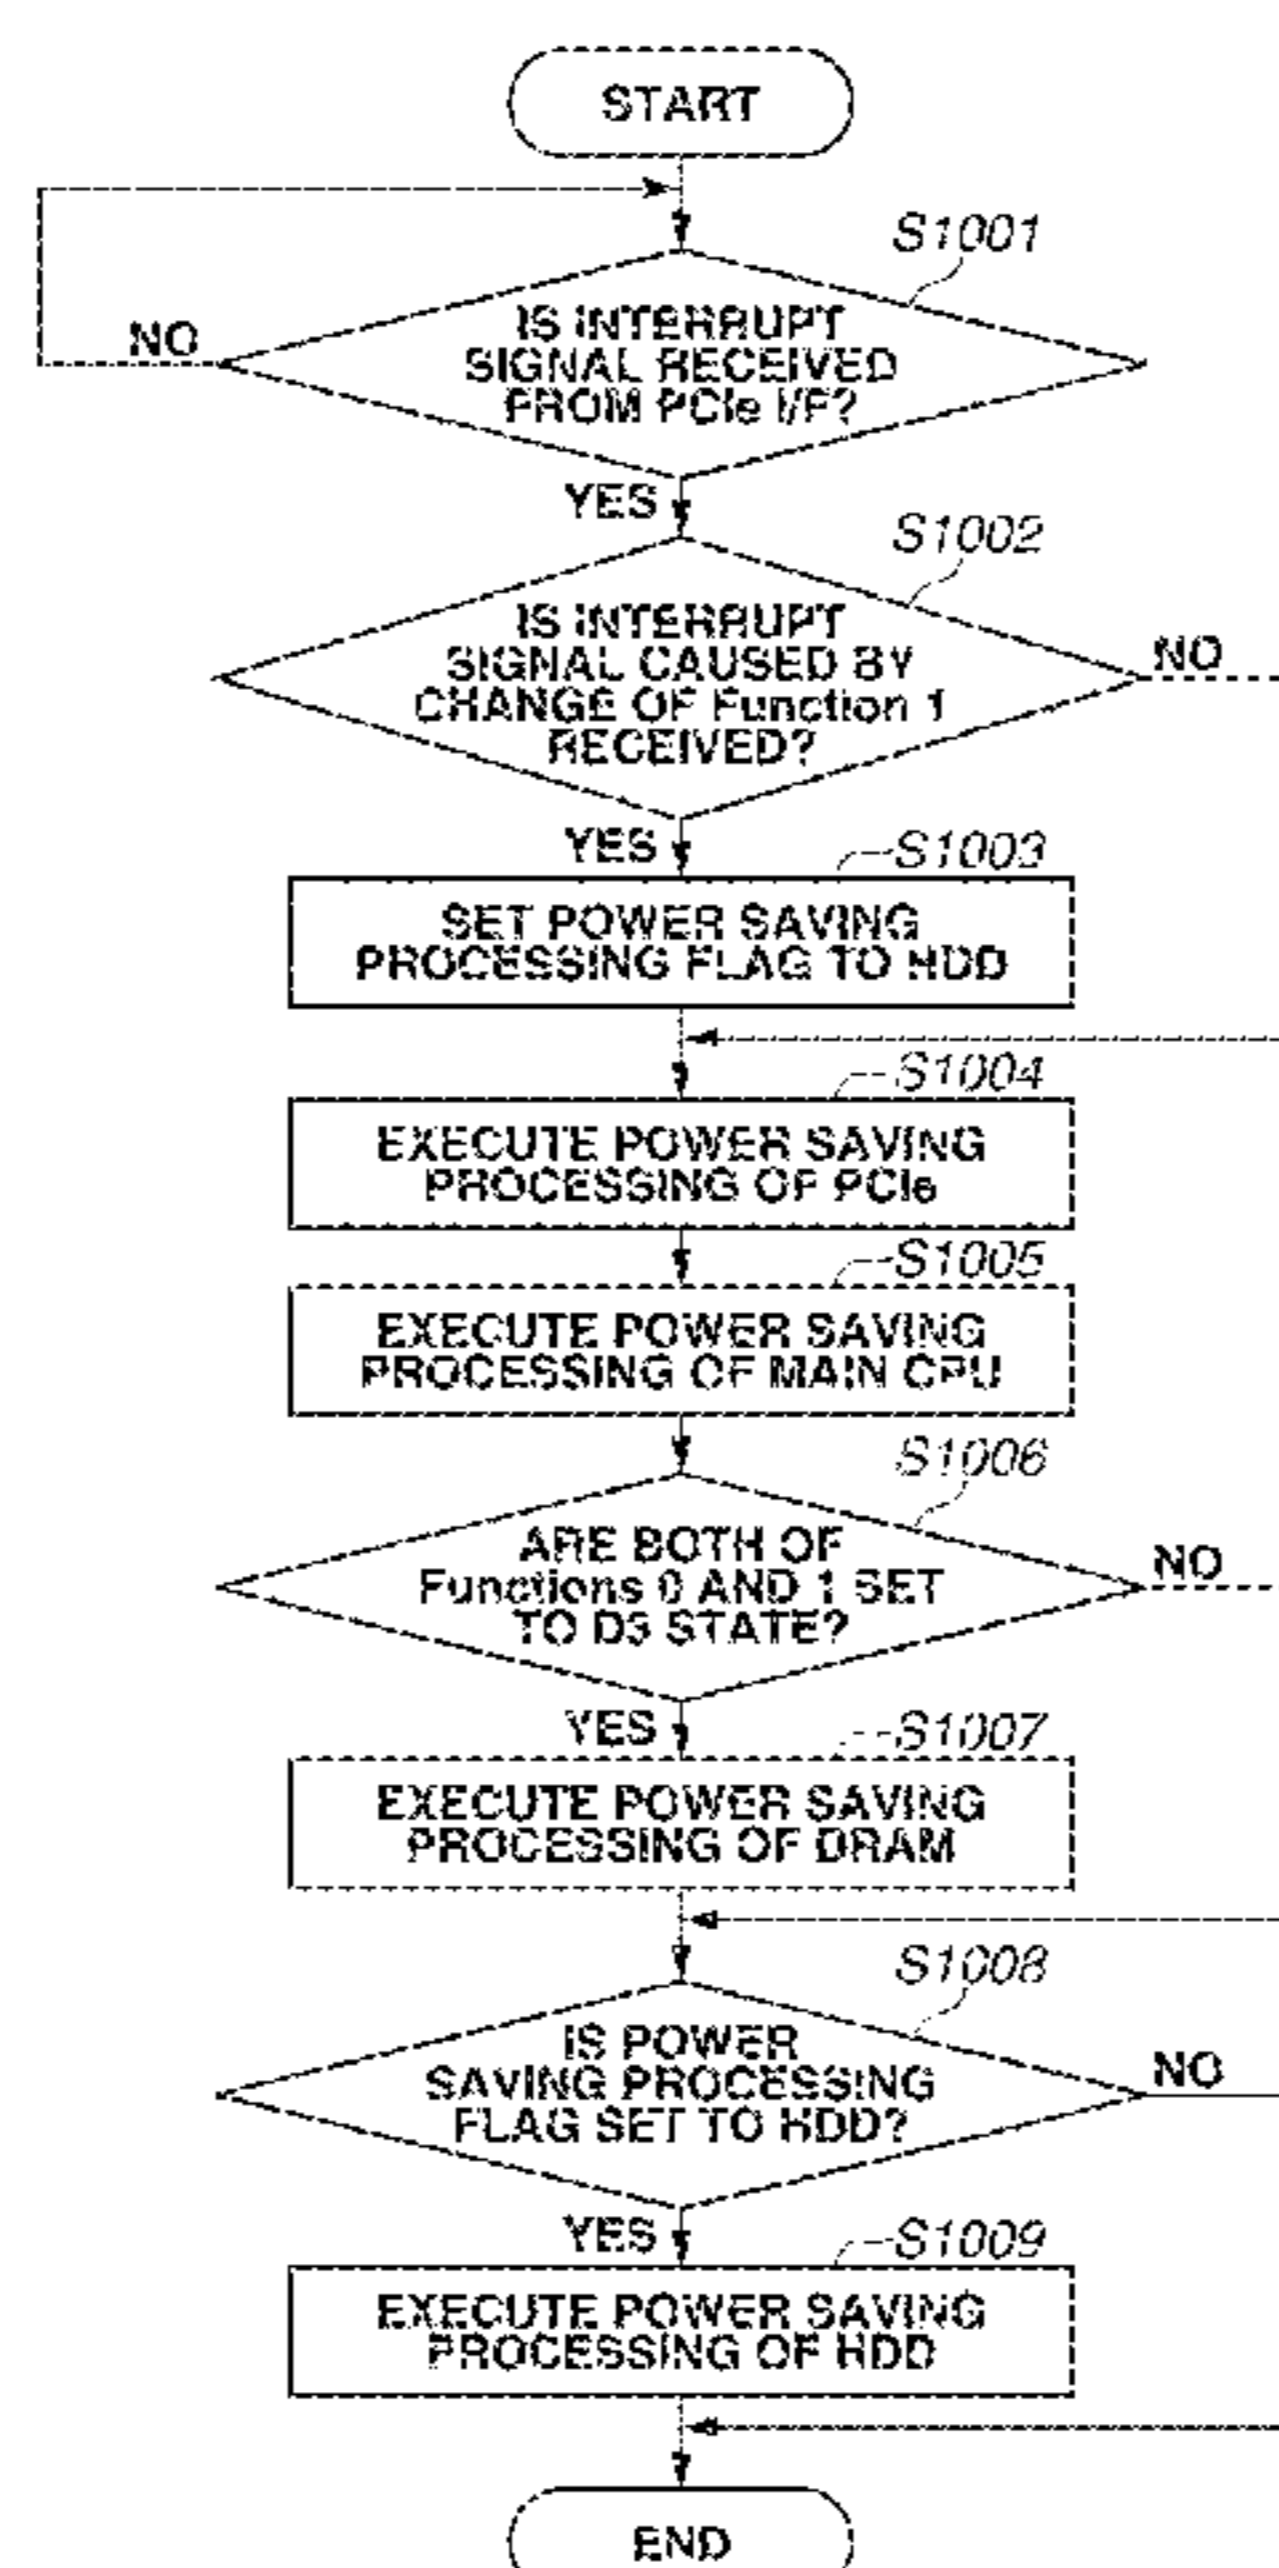 START
S1001
IS INTERRUPT
SIGNAL RECEIVED
FROM PCIe I/F?
NO
YES
S1002
IS INTERRUPT
SIGNAL CAUSED BY
CHANGE OF Function 1
RECEIVED?
NO
YES
S1003
SET POWER SAVING
PROCESSING FLAG TO HDD
S1004
EXECUTE POWER SAVING
PROCESSING OF PCIe
S1005
EXECUTE POWER SAVING
PROCESSING OF MAIN CPU
S1006
ARE BOTH OF
Functions 0 AND 1 SET
TO D3 STATE?
NO
YES
S1007
EXECUTE POWER SAVING
PROCESSING OF DRAM
S1008
IS POWER
SAVING PROCESSING
FLAG SET TO HDD?
NO
YES
S1009
EXECUTE POWER SAVING
PROCESSING OF HDD
END